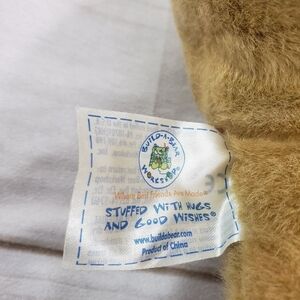 BUILD-A-BEAR
WORKSHOP®
Where Best Friends Are Made®
STUFFED WITH HUGS
AND GOOD WISHES®
www.buildabear.com
Product of China